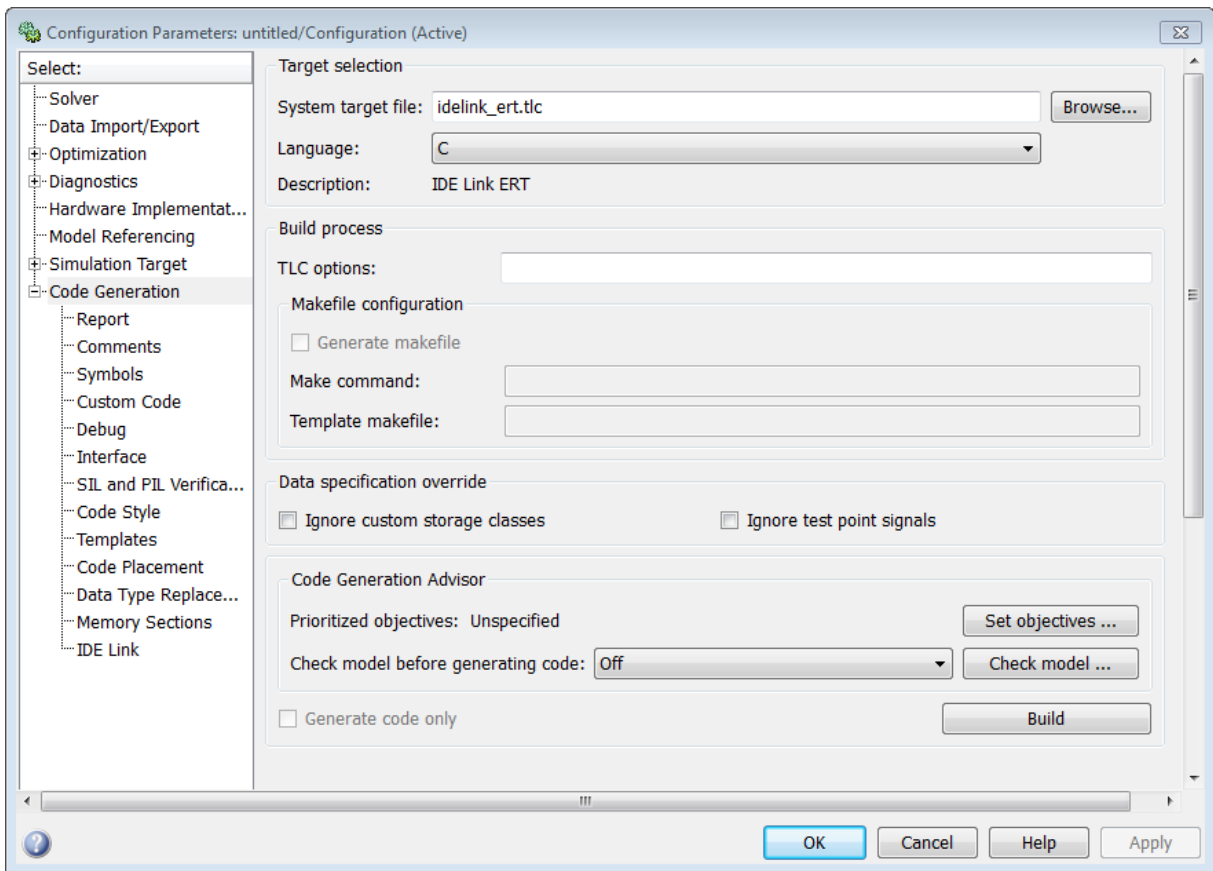 Configuration Parameters: untitled/Configuration (Active)
Select:
Solver
Data Import/Export
Optimization
Diagnostics
Hardware Implementat...
Model Referencing
Simulation Target
Code Generation
Report
Comments
Symbols
Custom Code
Debug
Interface
SIL and PIL Verifica...
Code Style
Templates
Code Placement
Data Type Replace...
Memory Sections
IDE Link
Target selection
System target file: idelink_ert.tlc Browse...
Language: C
Description: IDE Link ERT
Build process
TLC options:
Makefile configuration
Generate makefile
Make command:
Template makefile:
Data specification override
Ignore custom storage classes Ignore test point signals
Code Generation Advisor
Prioritized objectives: Unspecified Set objectives ...
Check model before generating code: Off Check model ...
Generate code only Build
OK Cancel Help Apply